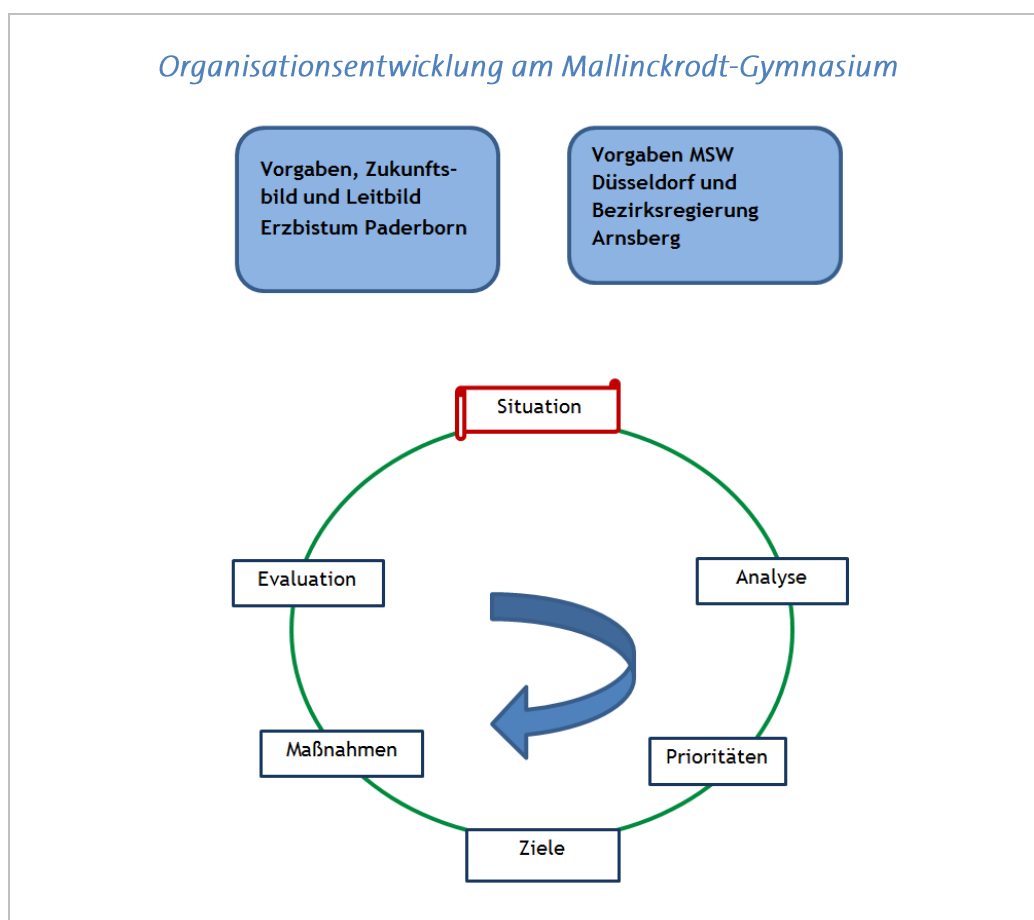 Organisationsentwicklung am Mallinckrodt-Gymnasium
Vorgaben, Zukunfts-
bild und Leitbild
Erzbistum Paderborn
Vorgaben MSW
Düsseldorf und
Bezirksregierung
Arnsberg
Situation
Evaluation
Analyse
Maßnahmen
Prioritäten
Ziele